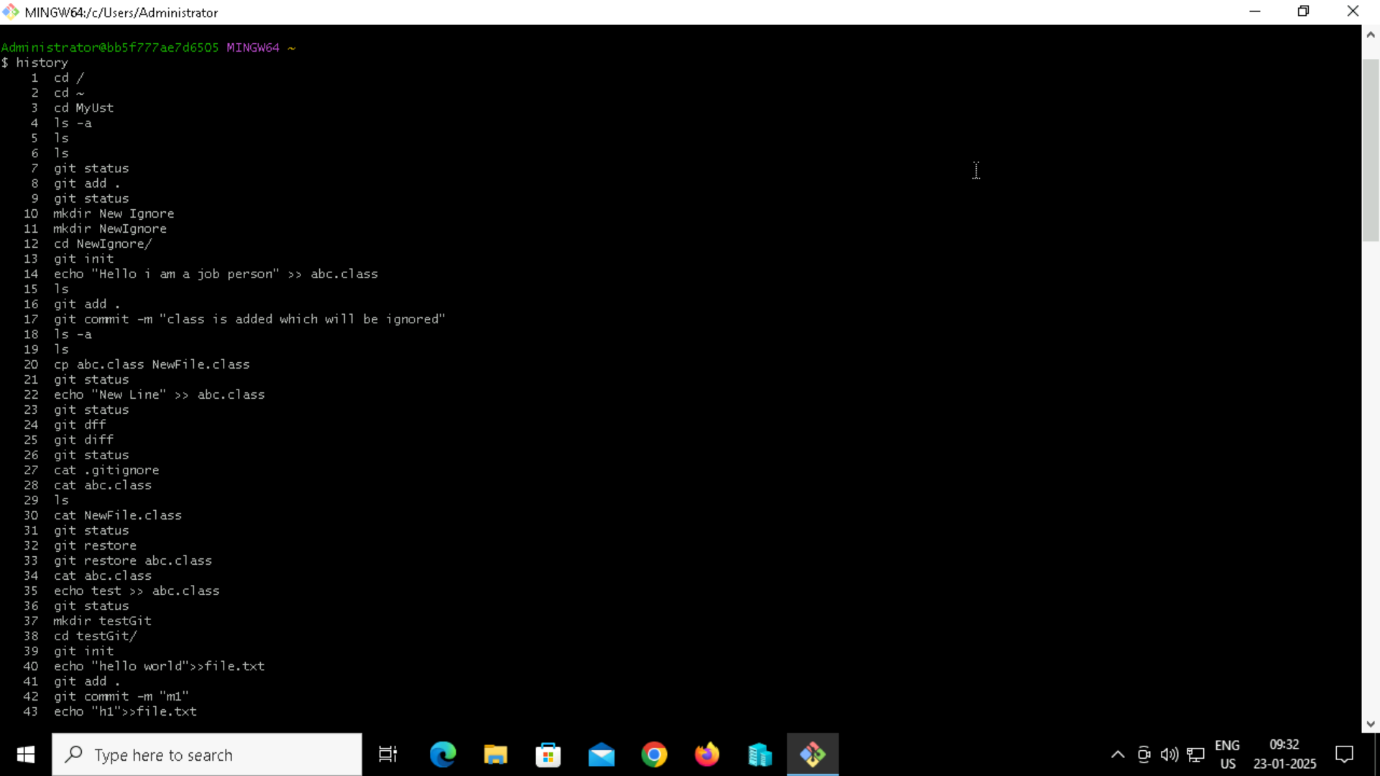 MINGW64:/c/Users/Administrator
Administrator@bb5f777ae7d6505 MINGW64 ~
$ history
1 cd /
2 cd ~
3 cd MyUst
4 ls -a
5 ls
6 ls
7 git status
8 git add .
9 git status
10 mkdir New Ignore
11 mkdir NewIgnore
12 cd NewIgnore/
13 git init
14 echo "Hello i am a job person" >> abc.class
15 ls
16 git add .
17 git commit -m "class is added which will be ignored"
18 ls -a
19 ls
20 cp abc.class NewFile.class
21 git status
22 echo "New Line" >> abc.class
23 git status
24 git dff
25 git diff
26 git status
27 cat .gitignore
28 cat abc.class
29 ls
30 cat NewFile.class
31 git status
32 git restore
33 git restore abc.class
34 cat abc.class
35 echo test >> abc.class
36 git status
37 mkdir testGit
38 cd testGit/
39 git init
40 echo "hello world">>file.txt
41 git add .
42 git commit -m "m1"
43 echo "h1">>file.txt
Type here to search
ENG
US
09:32
23-01-2025